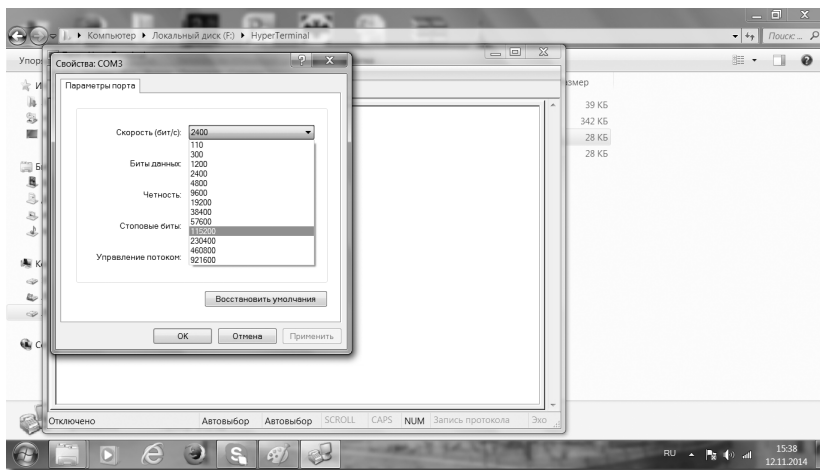 Компьютер ▸ Локальный диск (F:) ▸ HyperTerminal
Поиск: ...
Упор
Свойства: COM3
Параметры порта
Скорость (бит/с): 2400
110
300
Биты данных: 1200
2400
4800
Четность: 9600
19200
38400
Стоповые биты: 57600
115200
230400
460800
Управление потоком: 921600
Восстановить умолчания
OK Отмена Применить
азмер
39 КБ
342 КБ
28 КБ
28 КБ
Отключено Автовыбор Автовыбор SCROLL CAPS NUM Запись протокола Эхо
RU 15:38
12.11.2014